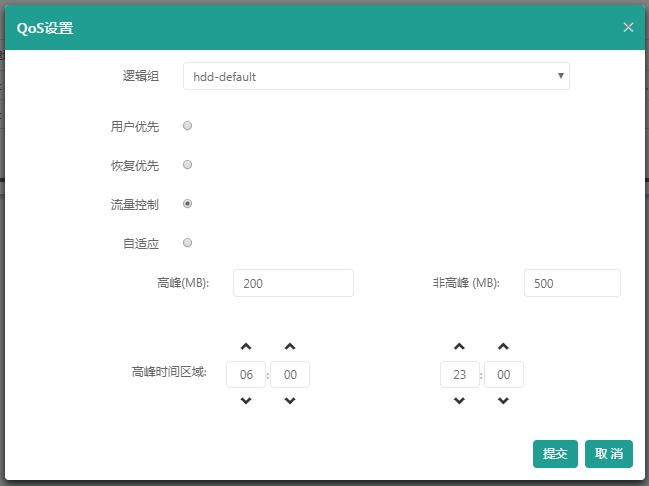 QoS设置 ×
逻辑组 hdd-default
用户优先
恢复优先
流量控制
自适应
高峰(MB): 200 非高峰 (MB): 500
高峰时间区域: 06 : 00 23 : 00
提交 取 消